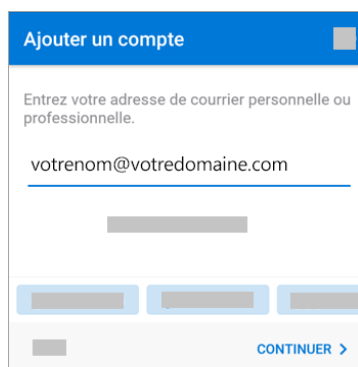 Ajouter un compte
Entrez votre adresse de courrier personnelle ou
professionnelle.
votrenom@votredomaine.com
CONTINUER >